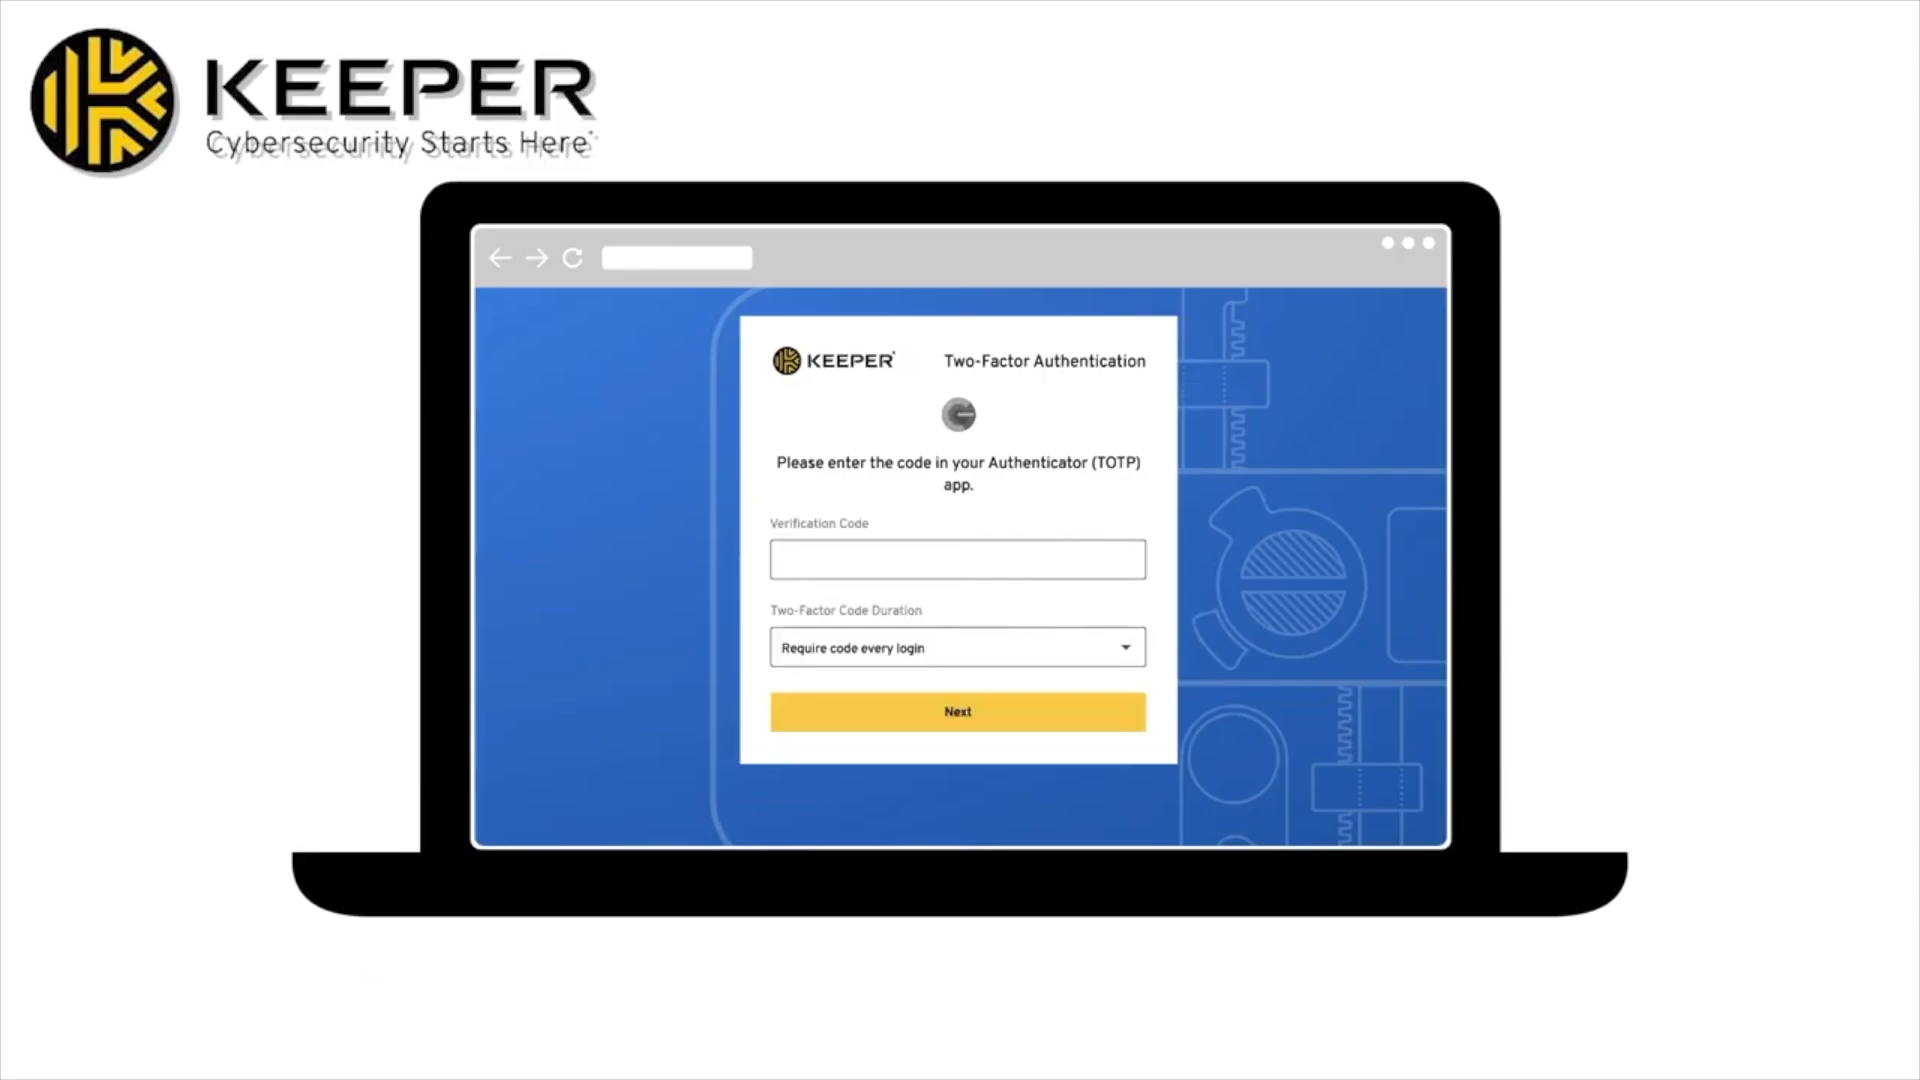 KEEPER
Cybersecurity Starts Here®
KEEPER®
Two-Factor Authentication
Please enter the code in your Authenticator (TOTP)
app.
Verification Code
Two-Factor Code Duration
Require code every login
Next